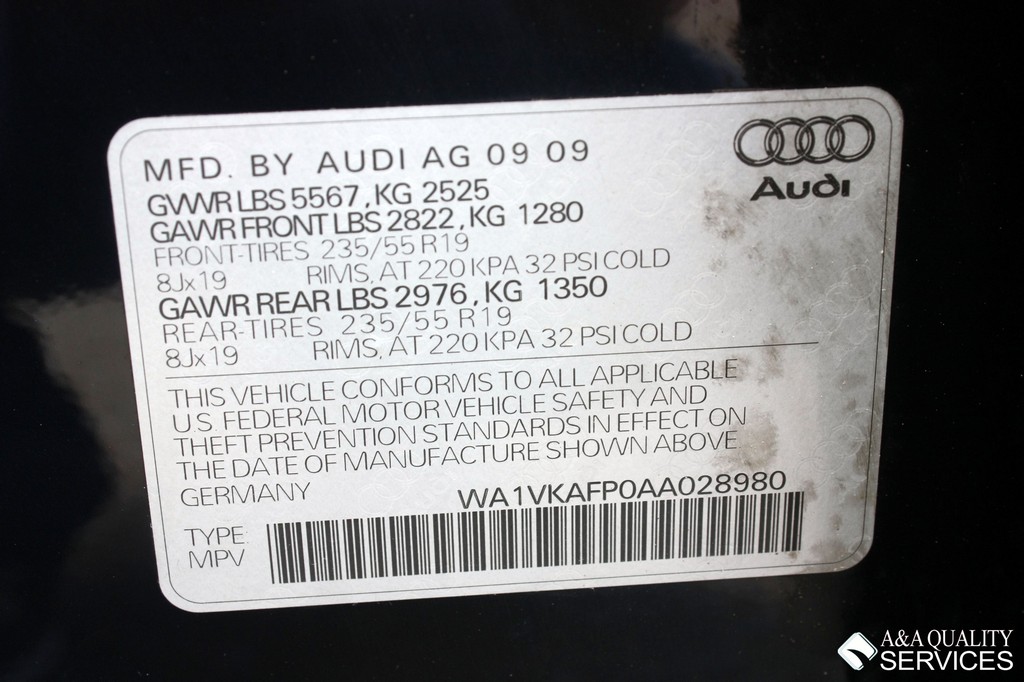 MFD. BY AUDI AG 09 09
Audi
GVWR LBS 5567, KG 2525
GAWR FRONT LBS 2822, KG 1280
FRONT-TIRES 235/55 R19
8Jx19 RIMS, AT 220 KPA 32 PSI COLD
GAWR REAR LBS 2976, KG 1350
REAR-TIRES 235/55 R19
8Jx19 RIMS, AT 220 KPA 32 PSI COLD
THIS VEHICLE CONFORMS TO ALL APPLICABLE
U.S. FEDERAL MOTOR VEHICLE SAFETY AND
THEFT PREVENTION STANDARDS IN EFFECT ON
THE DATE OF MANUFACTURE SHOWN ABOVE.
GERMANY WA1VKAFP0AA028980
TYPE:
MPV
A&A QUALITY
SERVICES